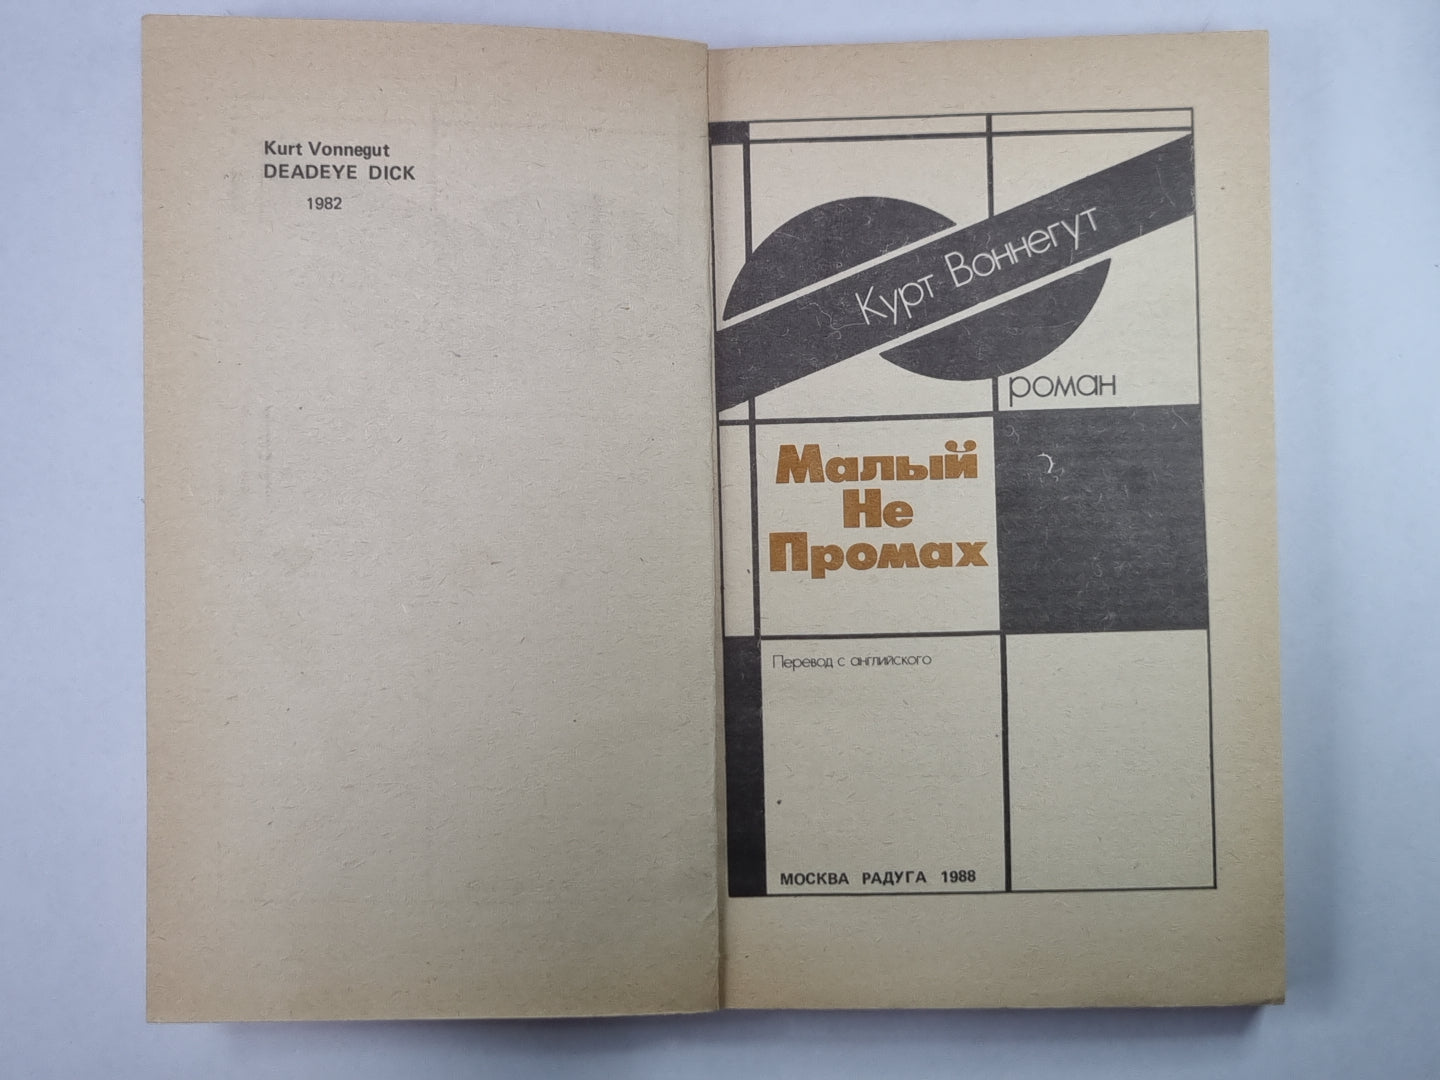 Kurt Vonnegut
DEADEYE DICK
1982
Курт Воннегут
роман
Малый
Не
Промах
Перевод с английского
МОСКВА РАДУГА 1988